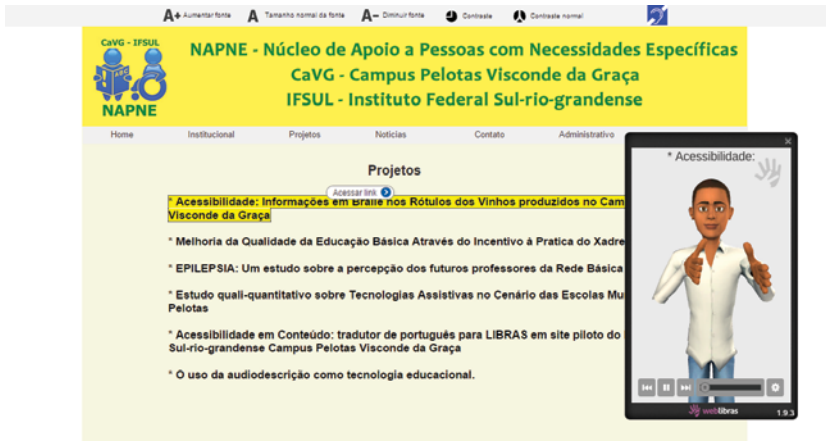 A+ Aumentar fonte A Tamanho normal da fonte A- Diminuir fonte Contraste Contraste normal
CaVG - IFSUL
ABC
NAPNE
NAPNE - Núcleo de Apoio a Pessoas com Necessidades Específicas
CaVG - Campus Pelotas Visconde da Graça
IFSUL - Instituto Federal Sul-rio-grandense
Home Institucional Projetos Notícias Contato Administrativo
Projetos
Acessar link
* Acessibilidade: Informações em Braile nos Rótulos dos Vinhos produzidos no Cam
Visconde da Graça
* Melhoria da Qualidade da Educação Básica Através do Incentivo à Pratica do Xadre
* EPILEPSIA: Um estudo sobre a percepção dos futuros professores da Rede Básica
* Estudo quali-quantitativo sobre Tecnologias Assistivas no Cenário das Escolas Mu
Pelotas
* Acessibilidade em Conteúdo: tradutor de português para LIBRAS em site piloto do
Sul-rio-grandense Campus Pelotas Visconde da Graça
* O uso da audiodescrição como tecnologia educacional.
* Acessibilidade:
weblibras
1.9.3